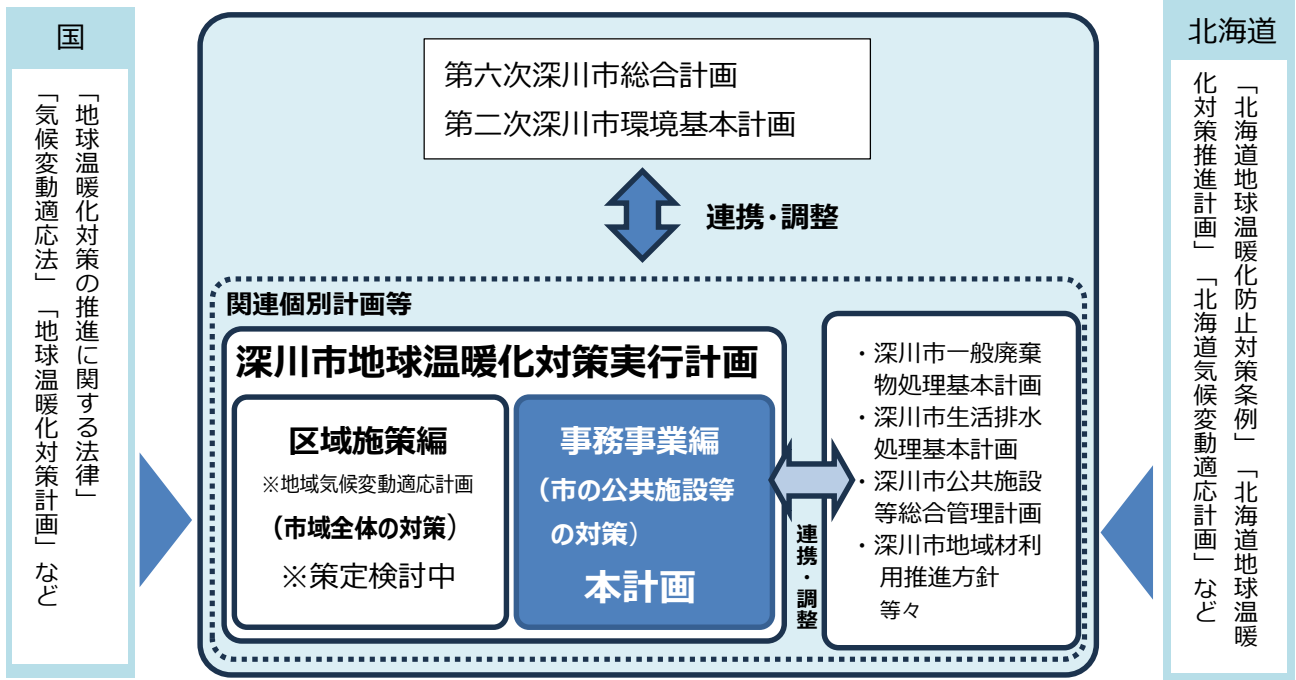 国
「地球温暖化対策の推進に関する法律」
「気候変動適応法」「地球温暖化対策計画」など
第六次深川市総合計画
第二次深川市環境基本計画
連携・調整
関連個別計画等
深川市地球温暖化対策実行計画
区域施策編
※地域気候変動適応計画
（市域全体の対策）
※策定検討中
事務事業編
（市の公共施設等
の対策）
本計画
連携・調整
・深川市一般廃棄
物処理基本計画
・深川市生活排水
処理基本計画
・深川市公共施設
等総合管理計画
・深川市地域材利
用推進方針
等々
北海道
「北海道地球温暖化防止対策条例」「北海道地球温暖
化対策推進計画」「北海道気候変動適応計画」など